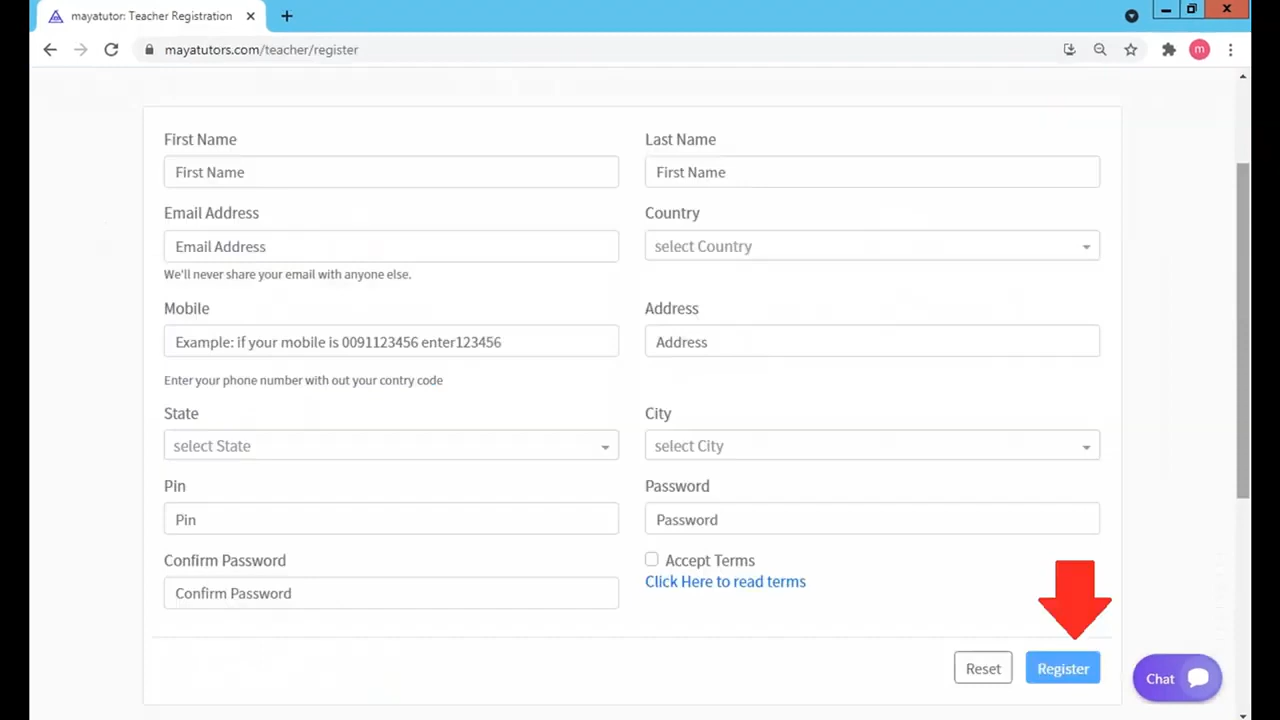 mayatutor: Teacher Registration
mayatutors.com/teacher/register
m
First Name
Last Name
First Name
First Name
Email Address
Country
Email Address
select Country
We'll never share your email with anyone else.
Mobile
Address
Example: if your mobile is 0091123456 enter123456
Address
Enter your phone number with out your contry code
State
City
select State
select City
Pin
Password
Pin
Password
Confirm Password
Accept Terms
Click Here to read terms
Confirm Password
Reset
Register
Chat